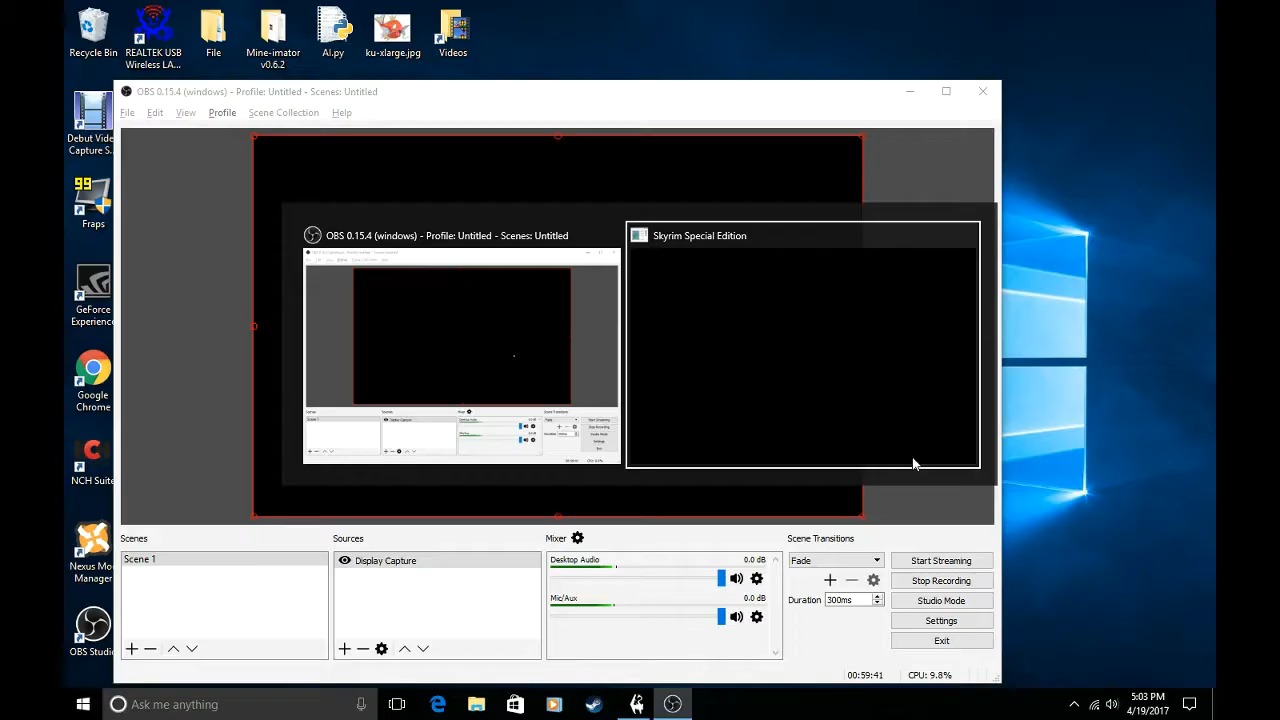 Recycle Bin
REALTEK USB
Wireless LA...
File
Mine-imator
v0.6.2
AI.py
ku-xlarge.jpg
Videos
Debut Vide
Capture S...
99
Fraps
GeForce
Experience
Google
Chrome
NCH Suite
Nexus Mod
Manager
OBS Studio
OBS 0.15.4 (windows) - Profile: Untitled - Scenes: Untitled
File Edit View Profile Scene Collection Help
OBS 0.15.4 (windows) - Profile: Untitled - Scenes: Untitled
Skyrim Special Edition
Scenes
Scene 1
Sources
Display Capture
Mixer
Desktop Audio 0.0 dB
Mic/Aux 0.0 dB
Scene Transitions
Fade
Duration 300ms
Start Streaming
Stop Recording
Studio Mode
Settings
Exit
00:59:41 CPU: 9.8%
Ask me anything
5:03 PM
4/19/2017